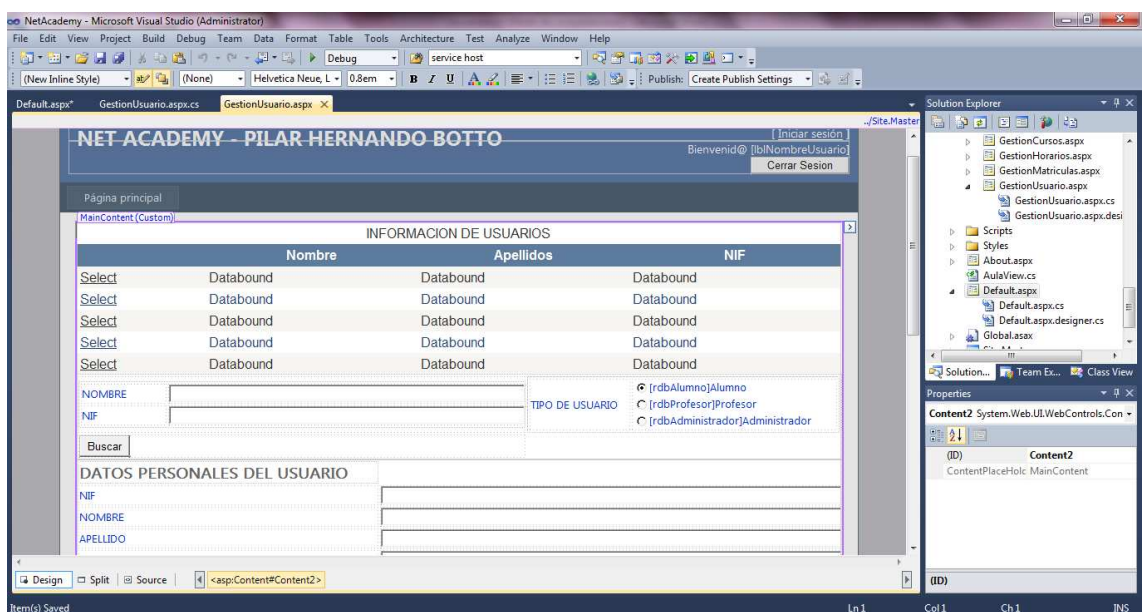 NetAcademy - Microsoft Visual Studio (Administrator)
File Edit View Project Build Debug Team Data Format Table Tools Architecture Test Analyze Window Help
Debug service host
(New Inline Style) (None) Helvetica Neue, L 0.8em B I U A Publish: Create Publish Settings
Default.aspx* GestionUsuario.aspx.cs GestionUsuario.aspx X
../Site.Master
NET ACADEMY - PILAR HERNANDO BOTTO
[ Iniciar sesión ]
Bienvenid@ [lblNombreUsuario]
Cerrar Sesion
Página principal
MainContent (Custom)
INFORMACION DE USUARIOS
Nombre Apellidos NIF
Select Databound Databound Databound
Select Databound Databound Databound
Select Databound Databound Databound
Select Databound Databound Databound
Select Databound Databound Databound
NOMBRE
NIF
TIPO DE USUARIO
[rdbAlumno]Alumno
[rdbProfesor]Profesor
[rdbAdministrador]Administrador
Buscar
DATOS PERSONALES DEL USUARIO
NIF
NOMBRE
APELLIDO
Design Split Source <asp:Content#Content2>
Solution Explorer
GestionCursos.aspx
GestionHorarios.aspx
GestionMatriculas.aspx
GestionUsuario.aspx
GestionUsuario.aspx.cs
GestionUsuario.aspx.desi
Scripts
Styles
About.aspx
AulaView.cs
Default.aspx
Default.aspx.cs
Default.aspx.designer.cs
Global.asax
Solution... Team Ex... Class View
Properties
Content2 System.Web.UI.WebControls.Con
(ID) Content2
ContentPlaceHolc MainContent
(ID)
Item(s) Saved Ln 1 Col 1 Ch 1 INS